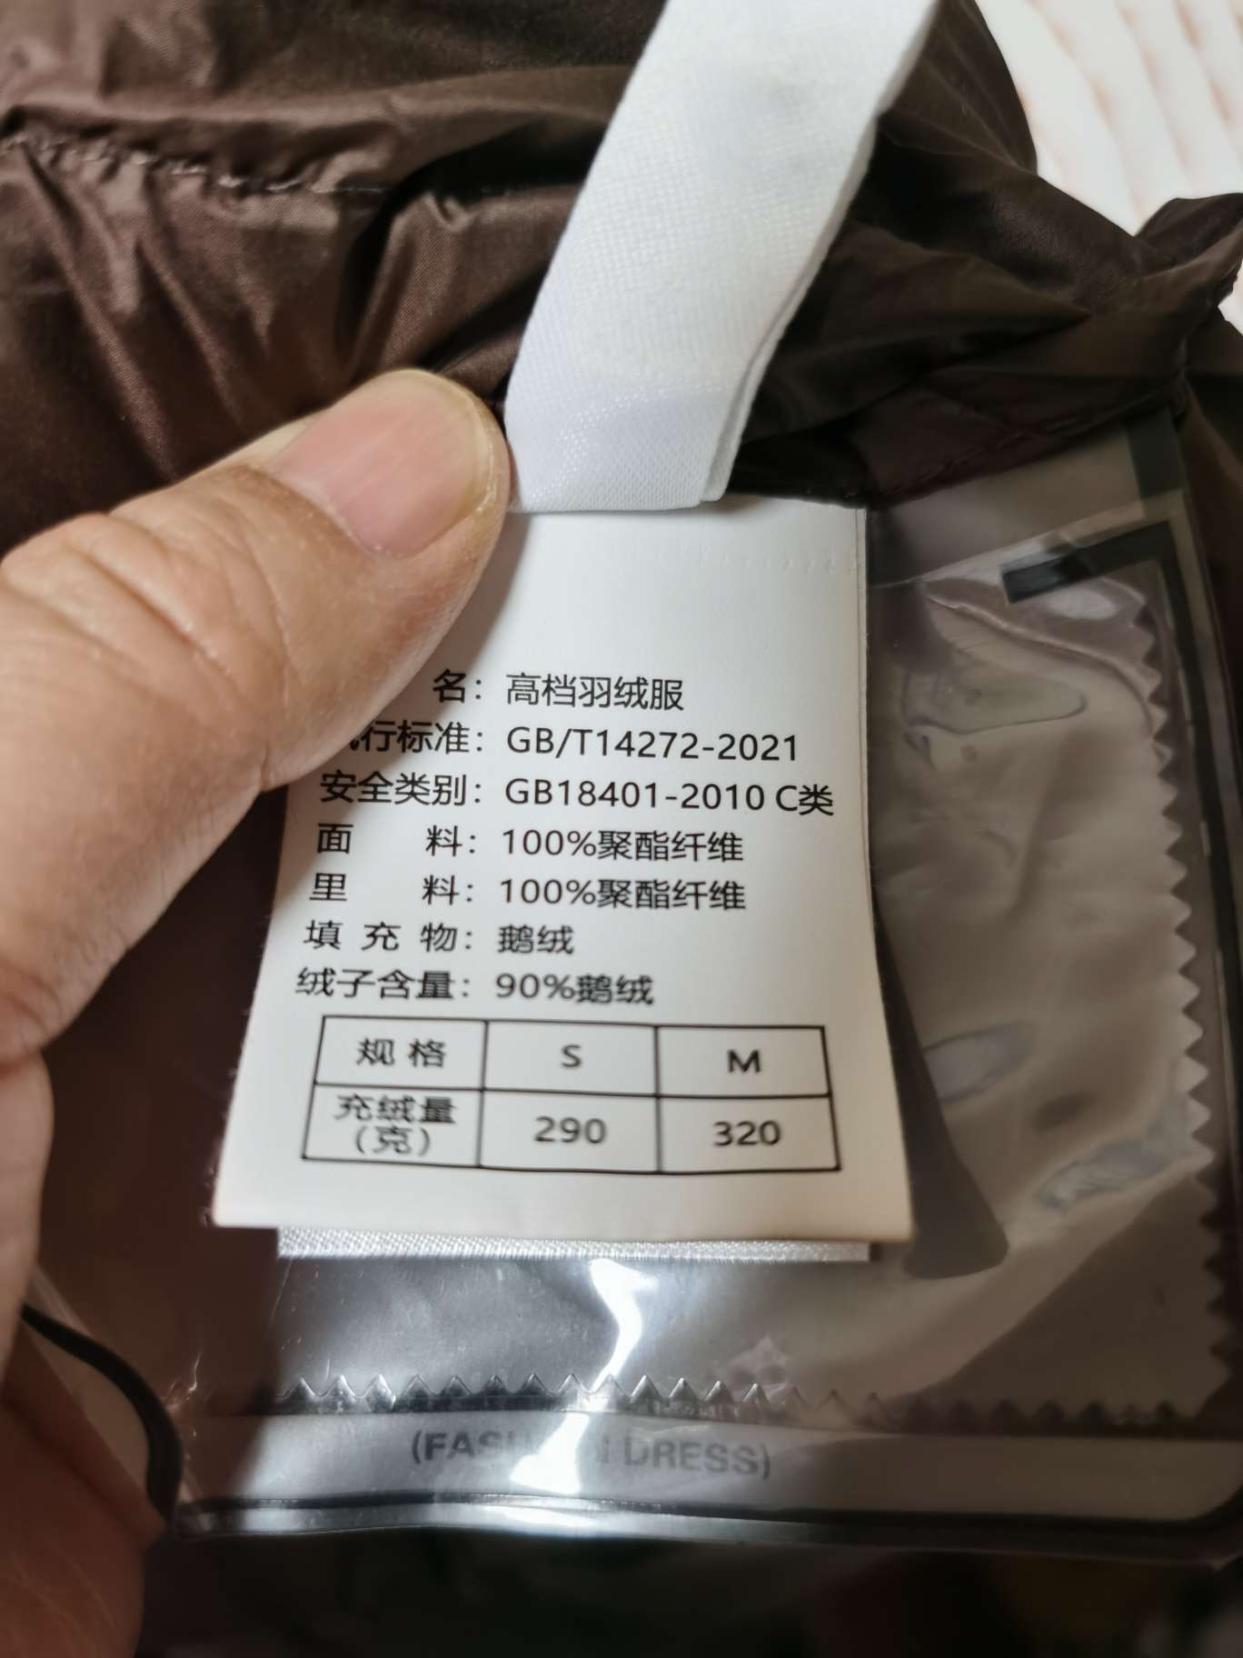 名：高档羽绒服
行标准：GB/T14272-2021
安全类别：GB18401-2010 C类
面 料：100%聚酯纤维
里 料：100%聚酯纤维
填 充 物：鹅绒
绒子含量：90%鹅绒
规格 S M
充绒量（克） 290 320
DRESS)